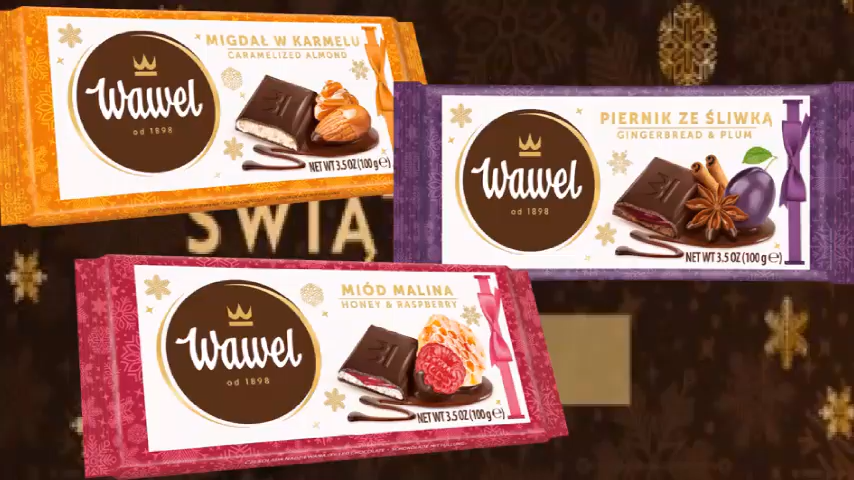 MIGDAŁ W KARMELU
CARAMELIZED ALMOND
Wawel
od 1898
NET WT 3.5 OZ (100 g ℮)
PIERNIK ZE ŚLIWKĄ
GINGERBREAD & PLUM
Wawel
od 1898
NET WT 3.5 OZ (100 g ℮)
ŚWIĄ
MIÓD MALINA
HONEY & RASPBERRY
Wawel
od 1898
NET WT 3.5 OZ (100 g ℮)